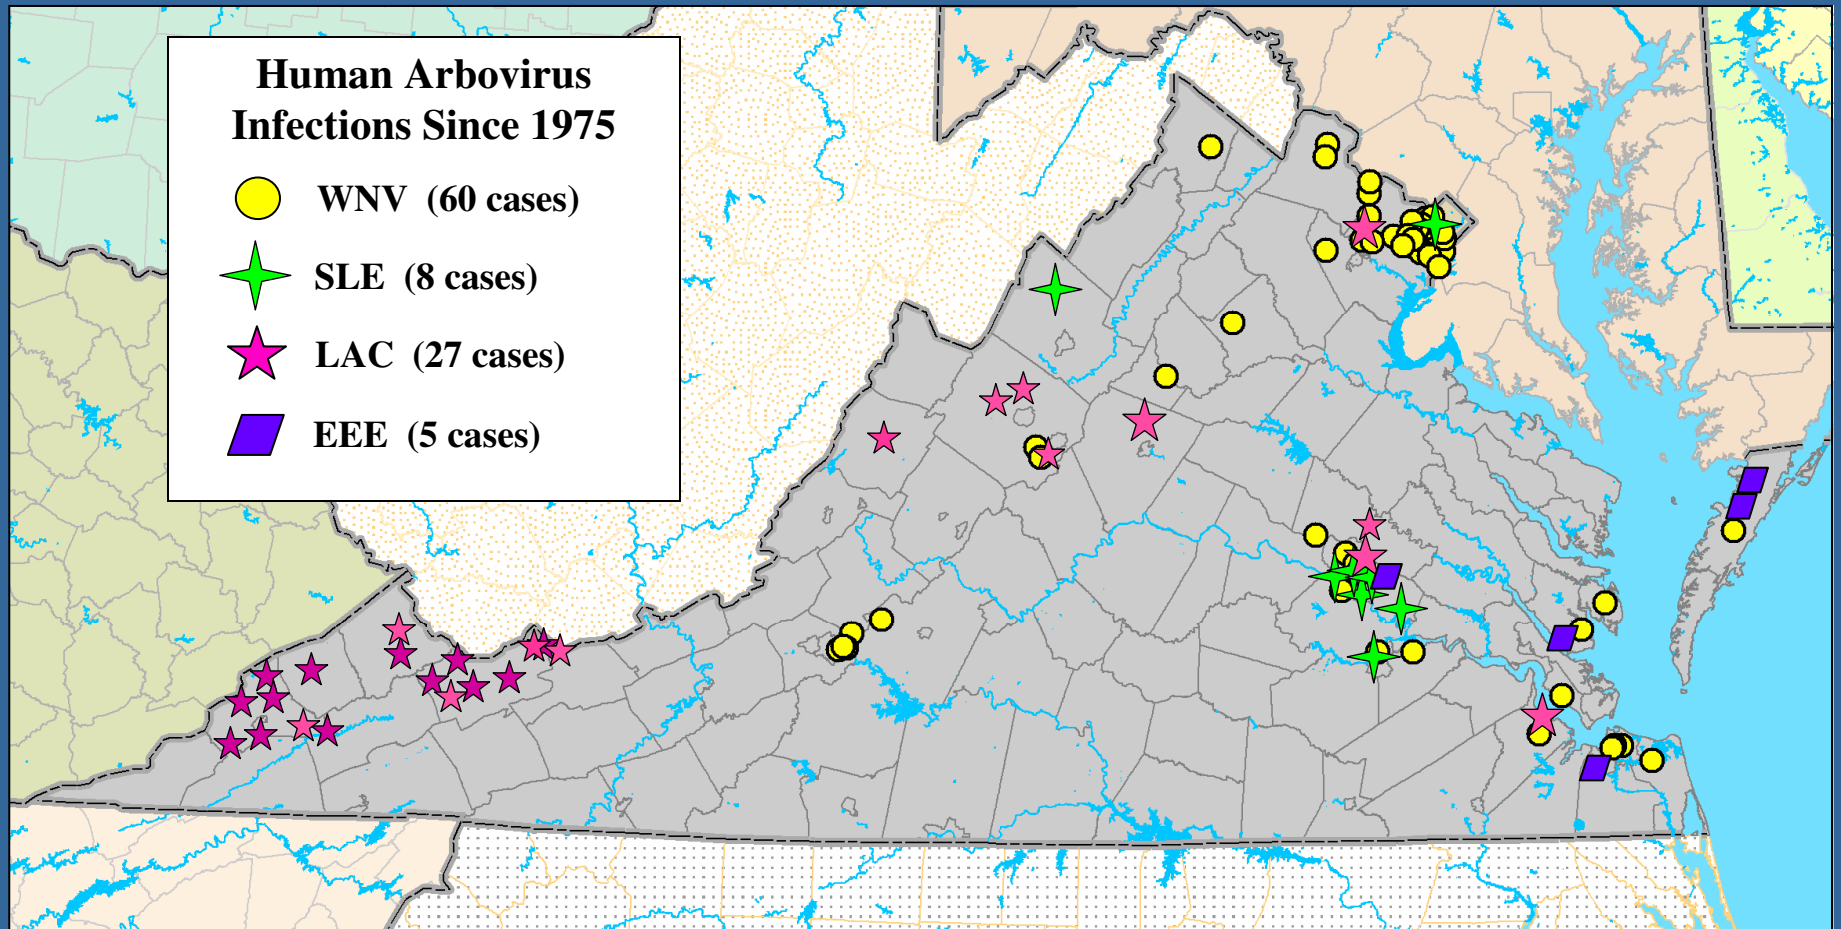 Human Arbovirus
Infections Since 1975
WNV (60 cases)
SLE (8 cases)
LAC (27 cases)
EEE (5 cases)